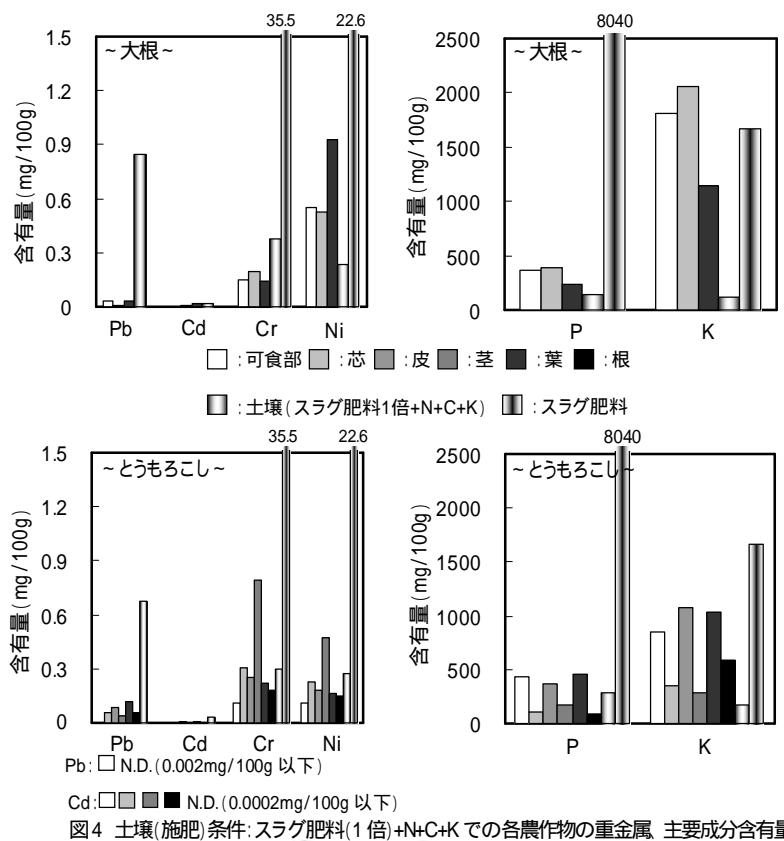 35.5 22.6
8040
1.5
1.2
0.9
0.6
0.3
0
含有量(mg/100g)
~大根~
Pb Cd Cr Ni
2500
2000
1500
1000
500
0
含有量(mg/100g)
~大根~
P K
:可食部 :芯 :皮 :茎 :葉 :根
:土壌(スラグ肥料1倍+N+C+K) :スラグ肥料
35.5 22.6
8040
1.5
1.2
0.9
0.6
0.3
0
含有量(mg/100g)
~とうもろこし~
Pb Cd Cr Ni
2500
2000
1500
1000
500
0
含有量(mg/100g)
~とうもろこし~
P K
Pb: N.D.(0.002mg/100g 以下)
Cd: N.D.(0.0002mg/100g 以下)
図4 土壌(施肥)条件:スラグ肥料(1倍)+N+C+Kでの各農作物の重金属 主要成分含有量